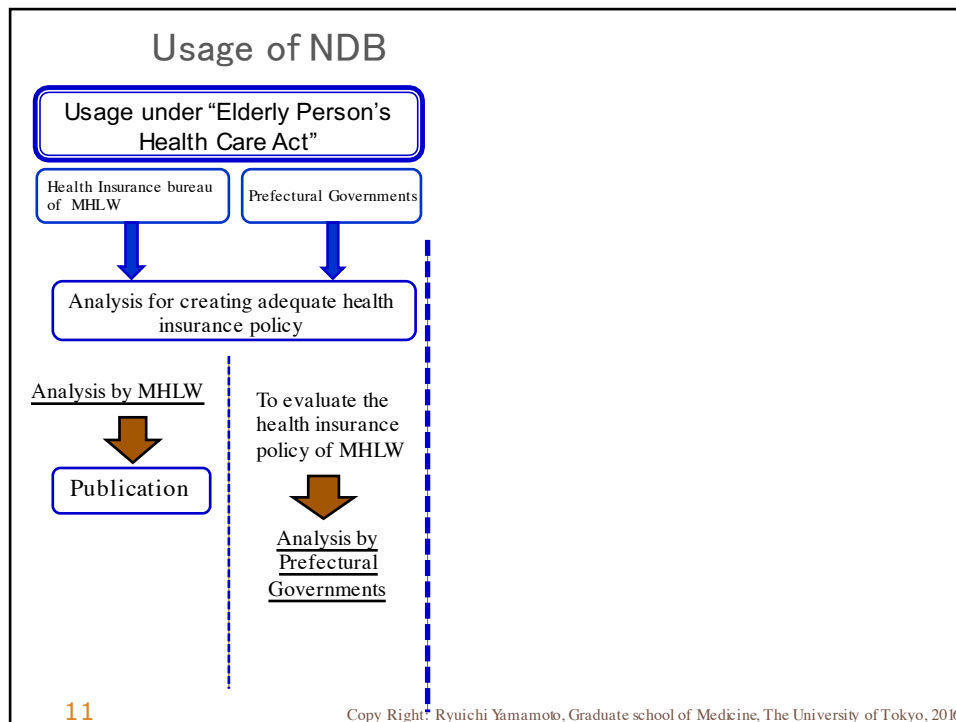 Usage of NDB
Usage under “Elderly Person’s
Health Care Act”
Health Insurance bureau
of MHLW
Prefectural Governments
Analysis for creating adequate health
insurance policy
Analysis by MHLW
Publication
To evaluate the
health insurance
policy of MHLW
Analysis by
Prefectural
Governments
11
Copy Right: Ryuichi Yamamoto, Graduate school of Medicine, The University of Tokyo, 2016